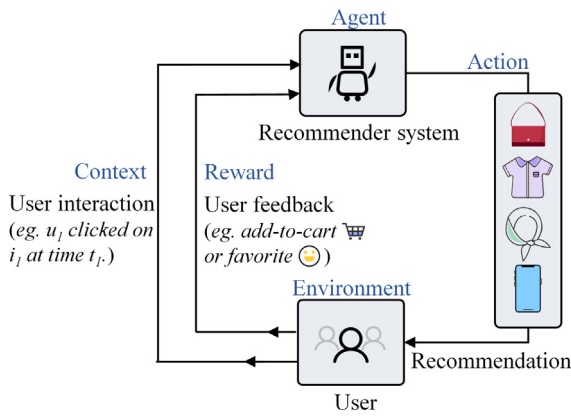 Agent
Action
Recommender system
Context
Reward
User interaction
(eg. u₁ clicked on
i₁ at time t₁.)
User feedback
(eg. add-to-cart
or favorite )
Environment
Recommendation
User